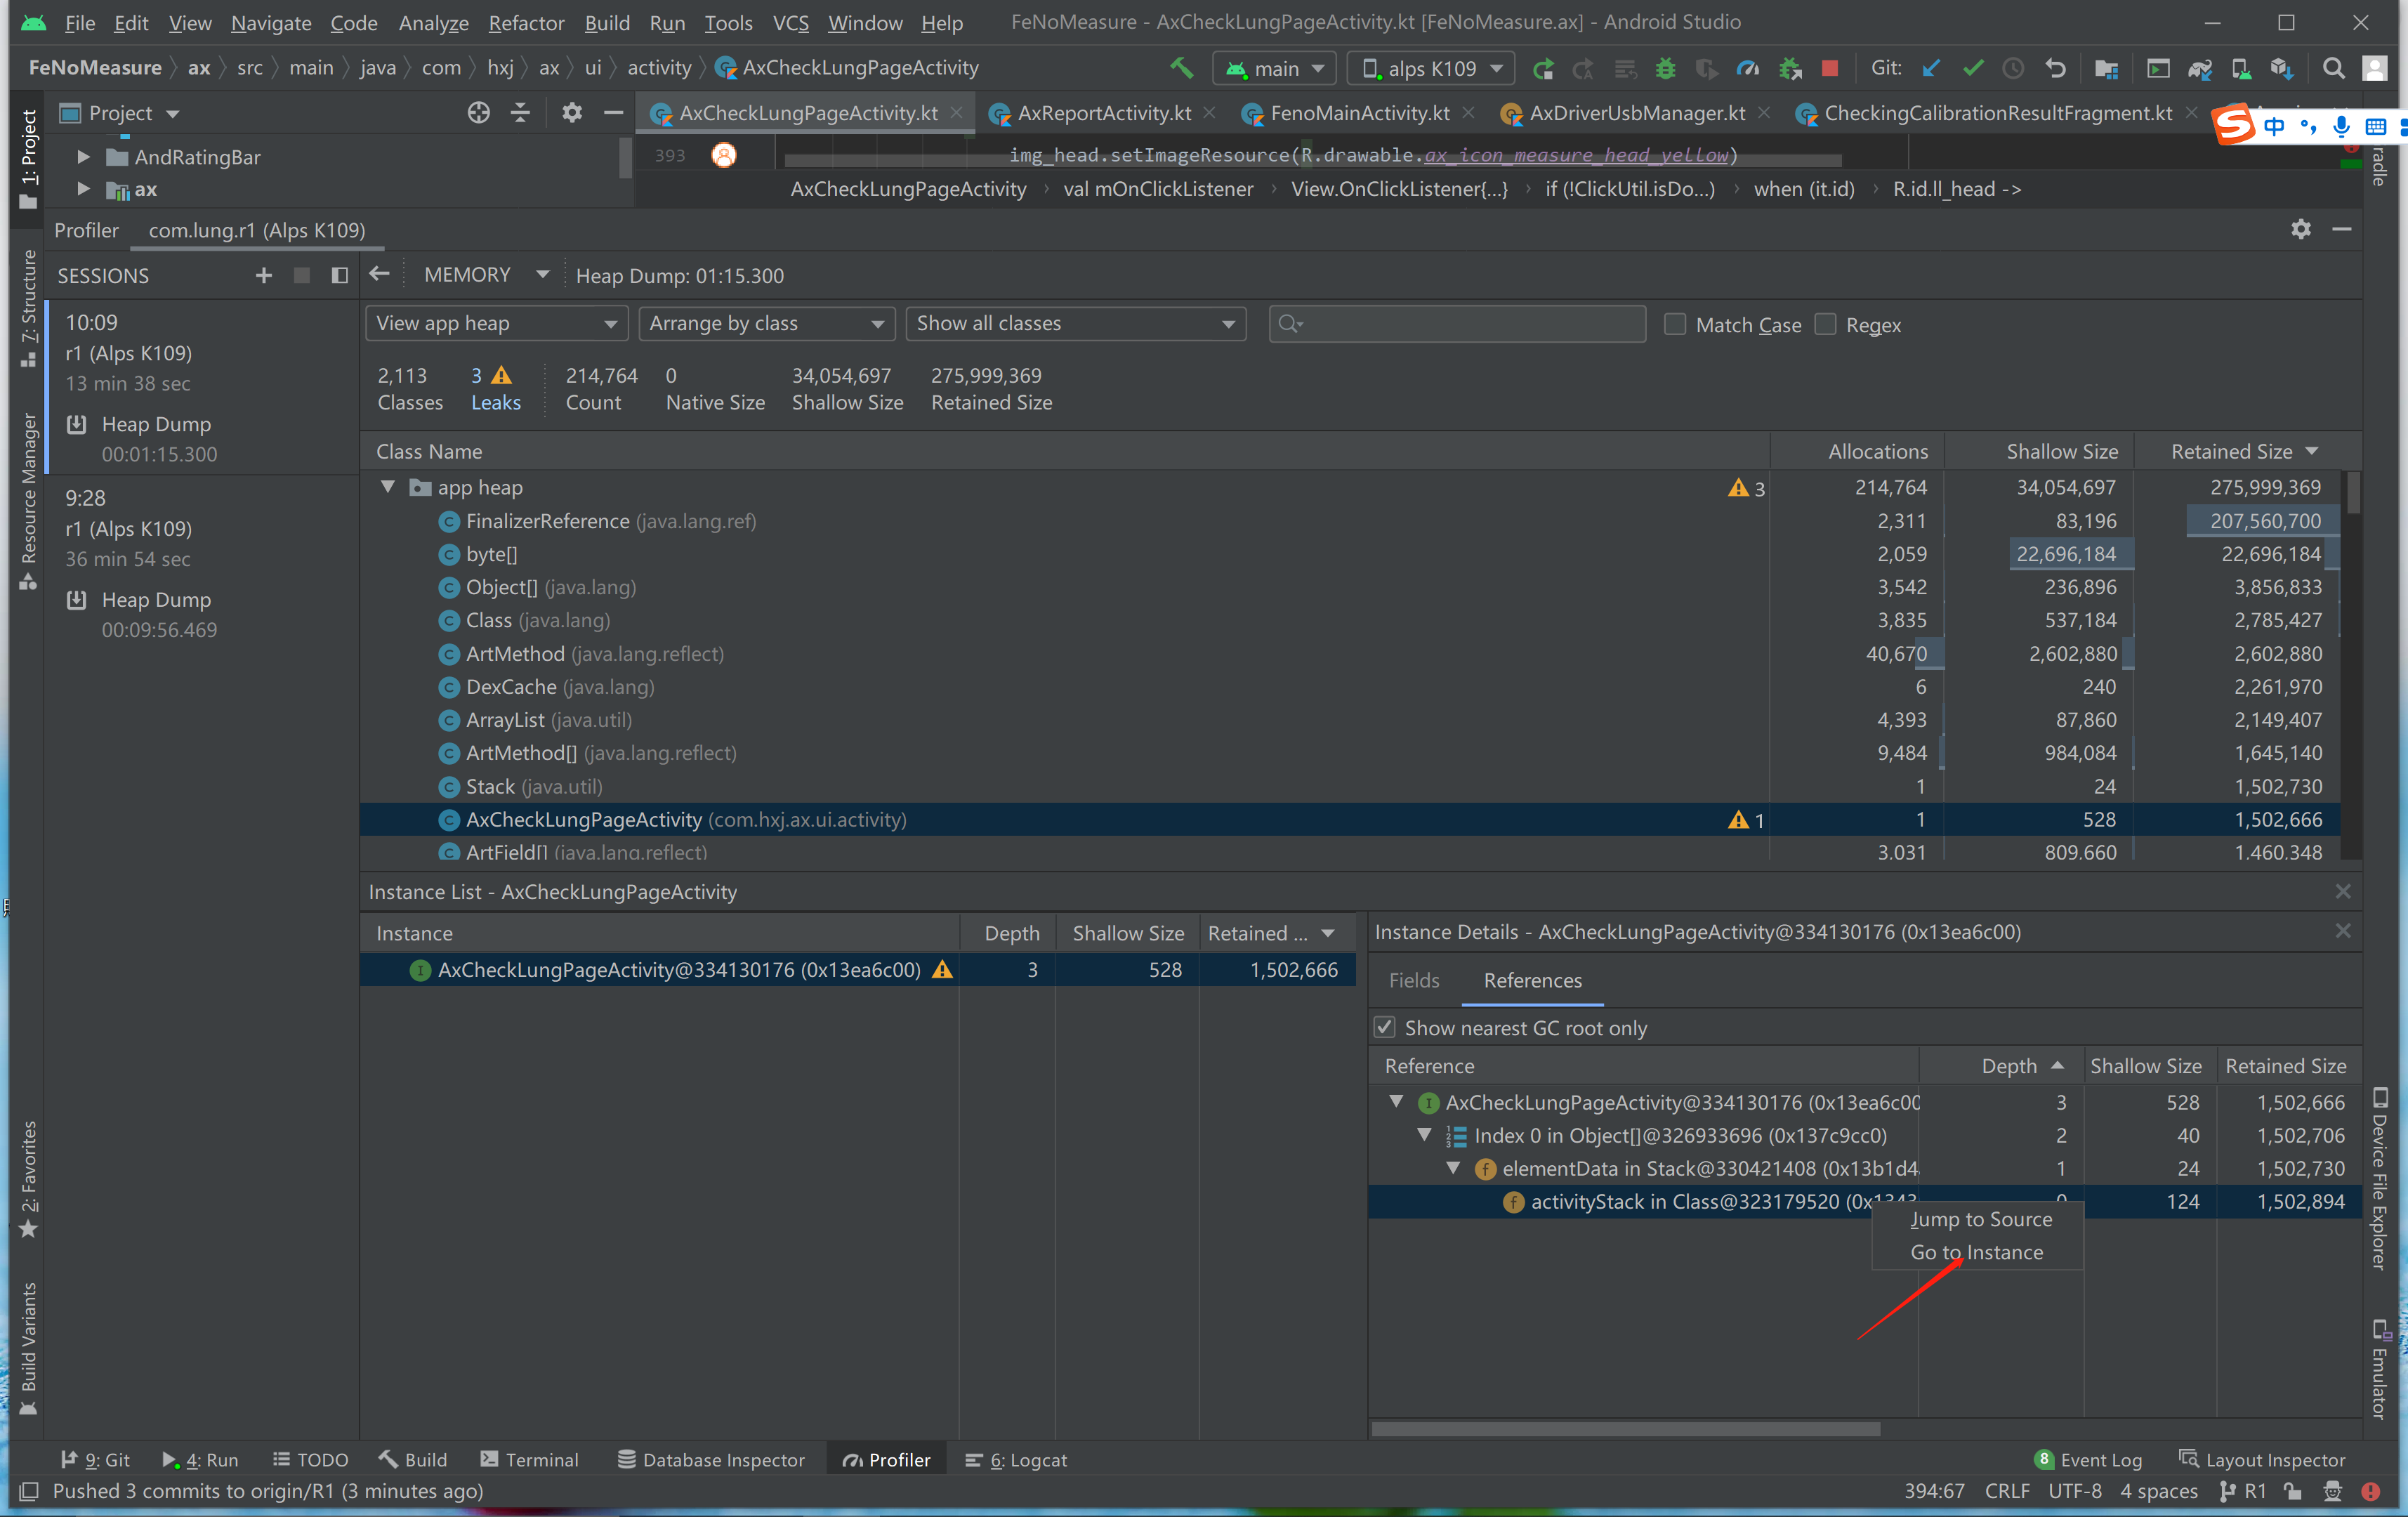 File Edit View Navigate Code Analyze Refactor Build Run Tools VCS Window Help FeNoMeasure - AxCheckLungPageActivity.kt [FeNoMeasure.ax] - Android Studio
FeNoMeasure ax src main java com hxj ax ui activity AxCheckLungPageActivity main alps K109 Git:
Project AxCheckLungPageActivity.kt AxReportActivity.kt FenoMainActivity.kt AxDriverUsbManager.kt CheckingCalibrationResultFragment.kt 中
AndRatingBar 393 img_head.setImageResource(R.drawable.ax_icon_measure_head_yellow)
ax AxCheckLungPageActivity val mOnClickListener View.OnClickListener{...} if (!ClickUtil.isDo...) when (it.id) R.id.ll_head ->
Profiler com.lung.r1 (Alps K109)
SESSIONS MEMORY Heap Dump: 01:15.300
10:09
r1 (Alps K109)
13 min 38 sec
Heap Dump
00:01:15.300
9:28
r1 (Alps K109)
36 min 54 sec
Heap Dump
00:09:56.469
View app heap Arrange by class Show all classes Match Case Regex
2,113 3 214,764 0 34,054,697 275,999,369
Classes Leaks Count Native Size Shallow Size Retained Size
Class Name Allocations Shallow Size Retained Size
app heap 3 214,764 34,054,697 275,999,369
FinalizerReference (java.lang.ref) 2,311 83,196 207,560,700
byte[] 2,059 22,696,184 22,696,184
Object[] (java.lang) 3,542 236,896 3,856,833
Class (java.lang) 3,835 537,184 2,785,427
ArtMethod (java.lang.reflect) 40,670 2,602,880 2,602,880
DexCache (java.lang) 6 240 2,261,970
ArrayList (java.util) 4,393 87,860 2,149,407
ArtMethod[] (java.lang.reflect) 9,484 984,084 1,645,140
Stack (java.util) 1 24 1,502,730
AxCheckLungPageActivity (com.hxj.ax.ui.activity) 1 1 528 1,502,666
ArtField[] (java.lang.reflect) 3,031 809,660 1,460,348
Instance List - AxCheckLungPageActivity
Instance Depth Shallow Size Retained ...
AxCheckLungPageActivity@334130176 (0x13ea6c00) 3 528 1,502,666
Instance Details - AxCheckLungPageActivity@334130176 (0x13ea6c00)
Fields References
Show nearest GC root only
Reference Depth Shallow Size Retained Size
AxCheckLungPageActivity@334130176 (0x13ea6c00 3 528 1,502,666
Index 0 in Object[]@326933696 (0x137c9cc0) 2 40 1,502,706
elementData in Stack@330421408 (0x13b1d4 1 24 1,502,730
activityStack in Class@323179520 (0x1343 0 124 1,502,894
Jump to Source
Go to Instance
1: Project
7: Structure
Resource Manager
2: Favorites
Build Variants
radle
Device File Explorer
Emulator
9: Git 4: Run TODO Build Terminal Database Inspector Profiler 6: Logcat 8 Event Log Layout Inspector
Pushed 3 commits to origin/R1 (3 minutes ago) 394:67 CRLF UTF-8 4 spaces R1